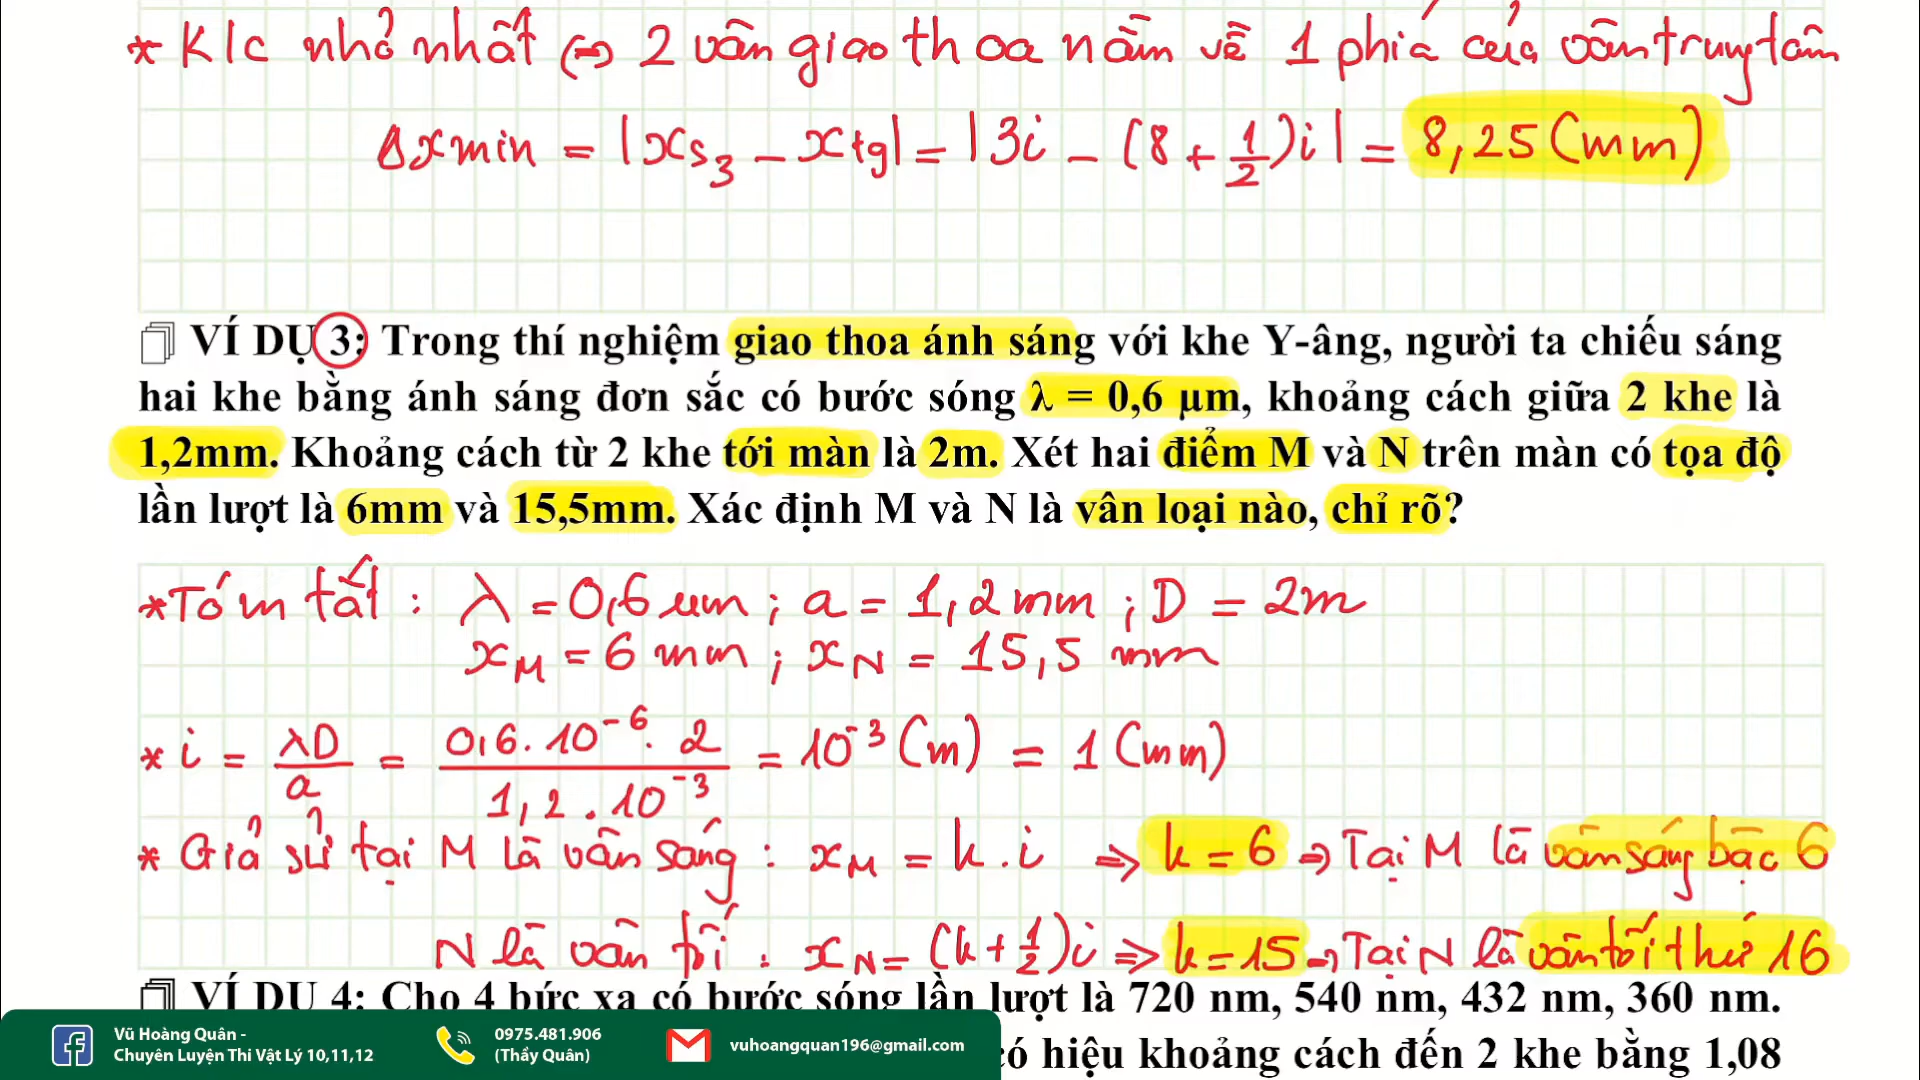 * K/c nhỏ nhất (=> 2 vân giao thoa nằm về 1 phía của vân trung tâm
Δxmin = |xs3 - xtg| = |3i - (8 + 1/2)i| = 8,25 (mm)
VÍ DỤ 3: Trong thí nghiệm giao thoa ánh sáng với khe Y-âng, người ta chiếu sáng
hai khe bằng ánh sáng đơn sắc có bước sóng λ = 0,6 μm, khoảng cách giữa 2 khe là
1,2mm. Khoảng cách từ 2 khe tới màn là 2m. Xét hai điểm M và N trên màn có tọa độ
lần lượt là 6mm và 15,5mm. Xác định M và N là vân loại nào, chỉ rõ?
* Tóm tắt : λ = 0,6 μm ; a = 1,2 mm ; D = 2m
xM = 6 mm ; xN = 15,5 mm
* i = λD/a = 0,6.10^-6.2 / 1,2.10^-3 = 10^-3 (m) = 1 (mm)
* Giả sử tại M là vân sáng : xM = k.i => k = 6 => Tại M là vân sáng bậc 6
N là vân tối : xN = (k + 1/2)i => k = 15 => Tại N là vân tối thứ 16
VÍ DỤ 4: Cho 4 bức xạ có bước sóng lần lượt là 720 nm, 540 nm, 432 nm, 360 nm.
có hiệu khoảng cách đến 2 khe bằng 1,08
Vũ Hoàng Quân -
Chuyên Luyện Thi Vật Lý 10,11,12
0975.481.906
(Thầy Quân)
vuhoangquan196@gmail.com